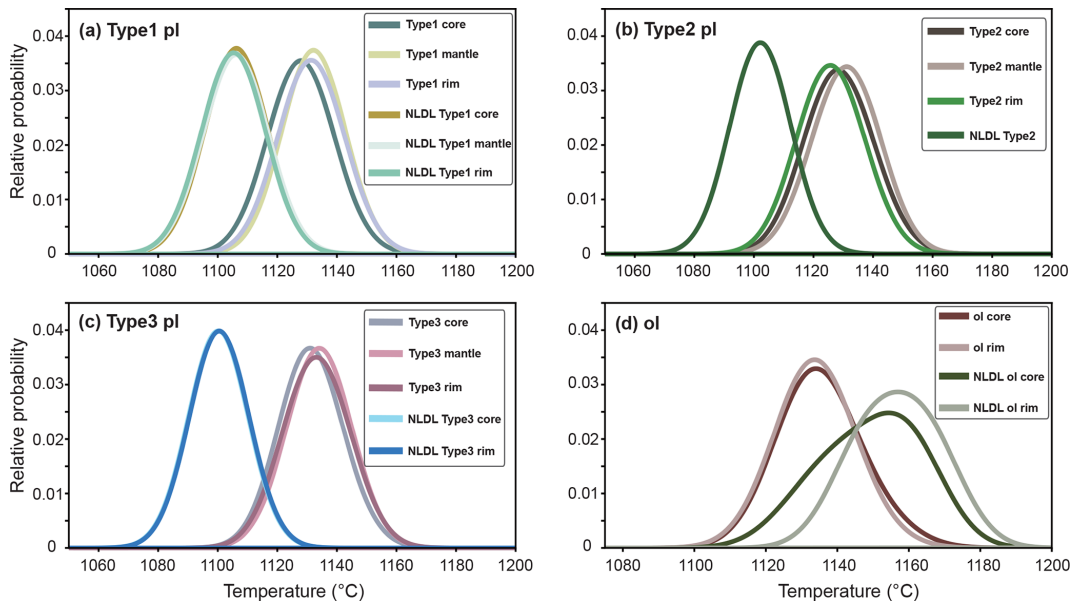 (a) Type1 pl
Relative probability
0.04
0.03
0.02
0.01
0
1060
1080
1100
1120
1140
1160
1180
1200
Type1 core
Type1 mantle
Type1 rim
NLDL Type1 core
NLDL Type1 mantle
NLDL Type1 rim
(b) Type2 pl
0.04
0.03
0.02
0.01
0
1060
1080
1100
1120
1140
1160
1180
1200
Type2 core
Type2 mantle
Type2 rim
NLDL Type2
(c) Type3 pl
Relative probability
0.04
0.03
0.02
0.01
0
1060
1080
1100
1120
1140
1160
1180
1200
Temperature (°C)
Type3 core
Type3 mantle
Type3 rim
NLDL Type3 core
NLDL Type3 rim
(d) ol
0.04
0.03
0.02
0.01
0
1080
1100
1120
1140
1160
1180
1200
Temperature (°C)
ol core
ol rim
NLDL ol core
NLDL ol rim